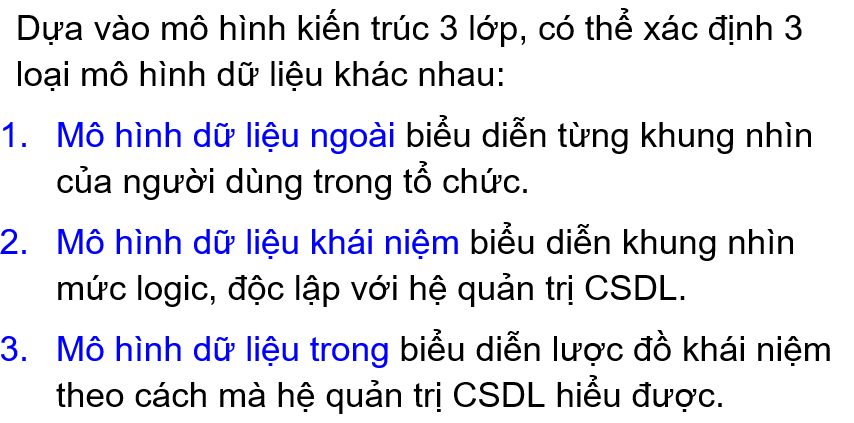 Dựa vào mô hình kiến trúc 3 lớp, có thể xác định 3
loại mô hình dữ liệu khác nhau:
1. Mô hình dữ liệu ngoài biểu diễn từng khung nhìn
của người dùng trong tổ chức.
2. Mô hình dữ liệu khái niệm biểu diễn khung nhìn
mức logic, độc lập với hệ quản trị CSDL.
3. Mô hình dữ liệu trong biểu diễn lược đồ khái niệm
theo cách mà hệ quản trị CSDL hiểu được.